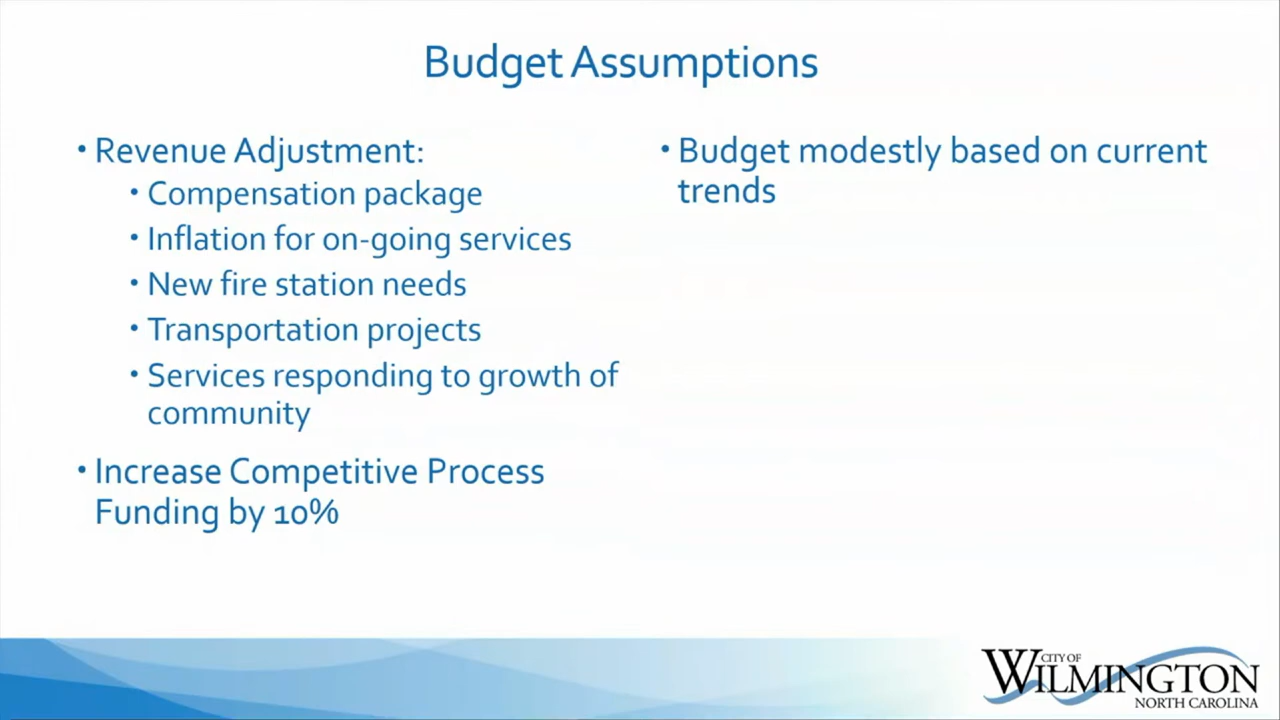 Budget Assumptions
• Revenue Adjustment:
• Compensation package
• Inflation for on-going services
• New fire station needs
• Transportation projects
• Services responding to growth of
community
• Increase Competitive Process
Funding by 10%
• Budget modestly based on current
trends
CITY OF
WILMINGTON
NORTH CAROLINA